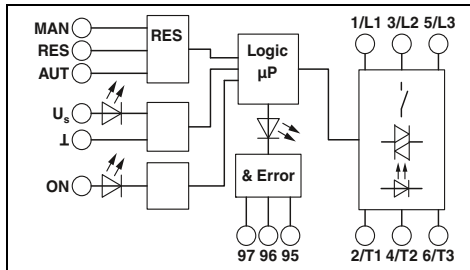 MAN
RES
AUT
RES
Us
⊥
ON
Logic
µP
& Error
97 96 95
1/L1 3/L2 5/L3
2/T1 4/T2 6/T3